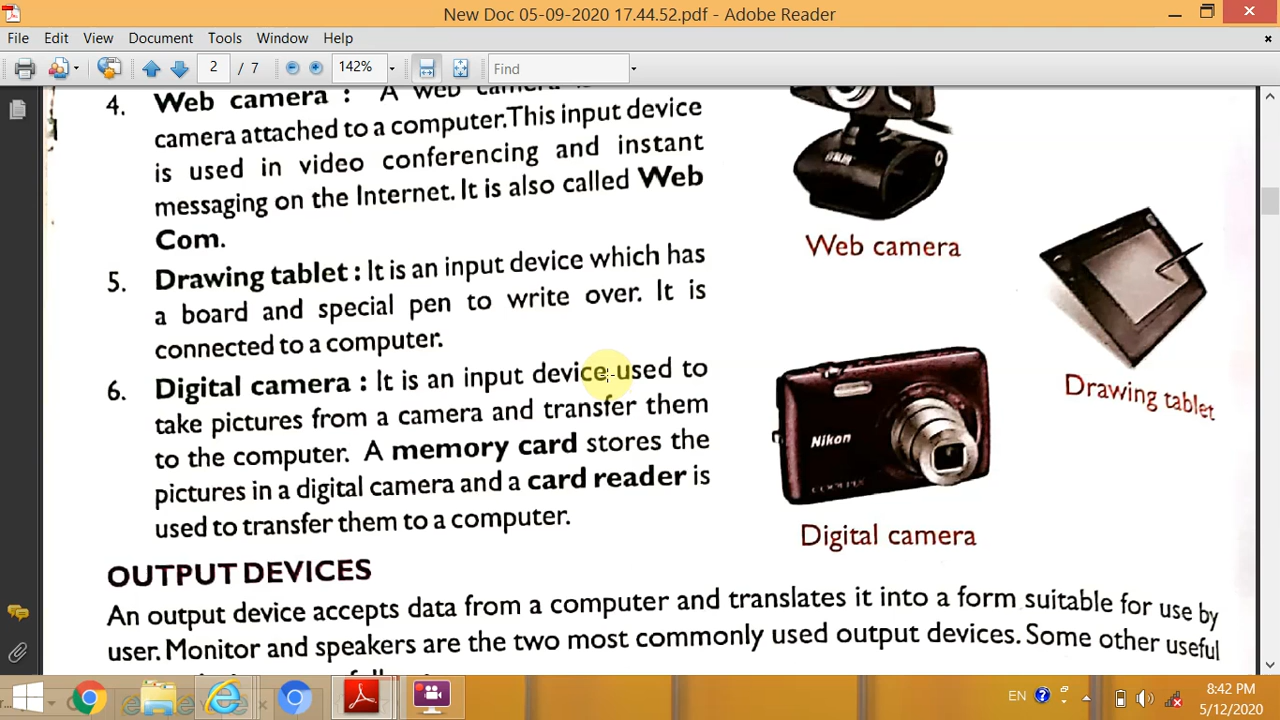 New Doc 05-09-2020 17.44.52.pdf - Adobe Reader
File Edit View Document Tools Window Help
2 / 7 142% Find
4. Web camera : A web camera
camera attached to a computer.This input device
is used in video conferencing and instant
messaging on the Internet. It is also called Web
Com.
Web camera
5. Drawing tablet : It is an input device which has
a board and special pen to write over. It is
connected to a computer.
Drawing tablet
6. Digital camera : It is an input device used to
take pictures from a camera and transfer them
to the computer. A memory card stores the
pictures in a digital camera and a card reader is
used to transfer them to a computer.
Nikon
COOLPIX
Digital camera
OUTPUT DEVICES
An output device accepts data from a computer and translates it into a form suitable for use by
user. Monitor and speakers are the two most commonly used output devices. Some other useful
EN
8:42 PM
5/12/2020